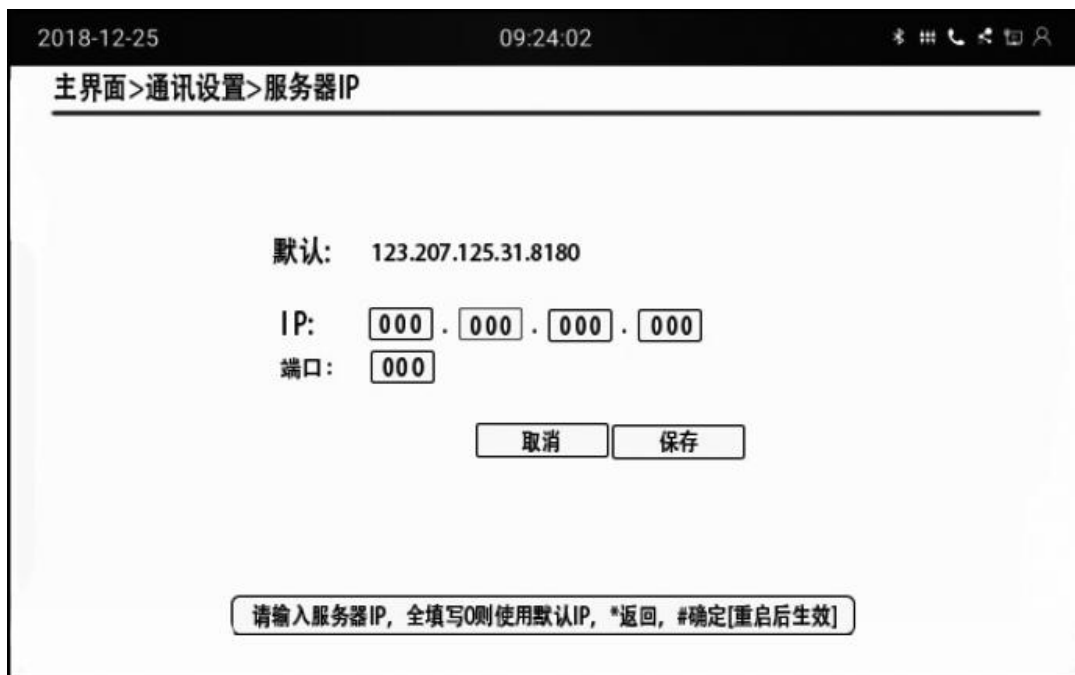 2018-12-25 09:24:02
主界面>通讯设置>服务器IP
默认: 123.207.125.31.8180
IP: 000 . 000 . 000 . 000
端口: 000
取消 保存
请输入服务器IP, 全填写0则使用默认IP, *返回, #确定[重启后生效]